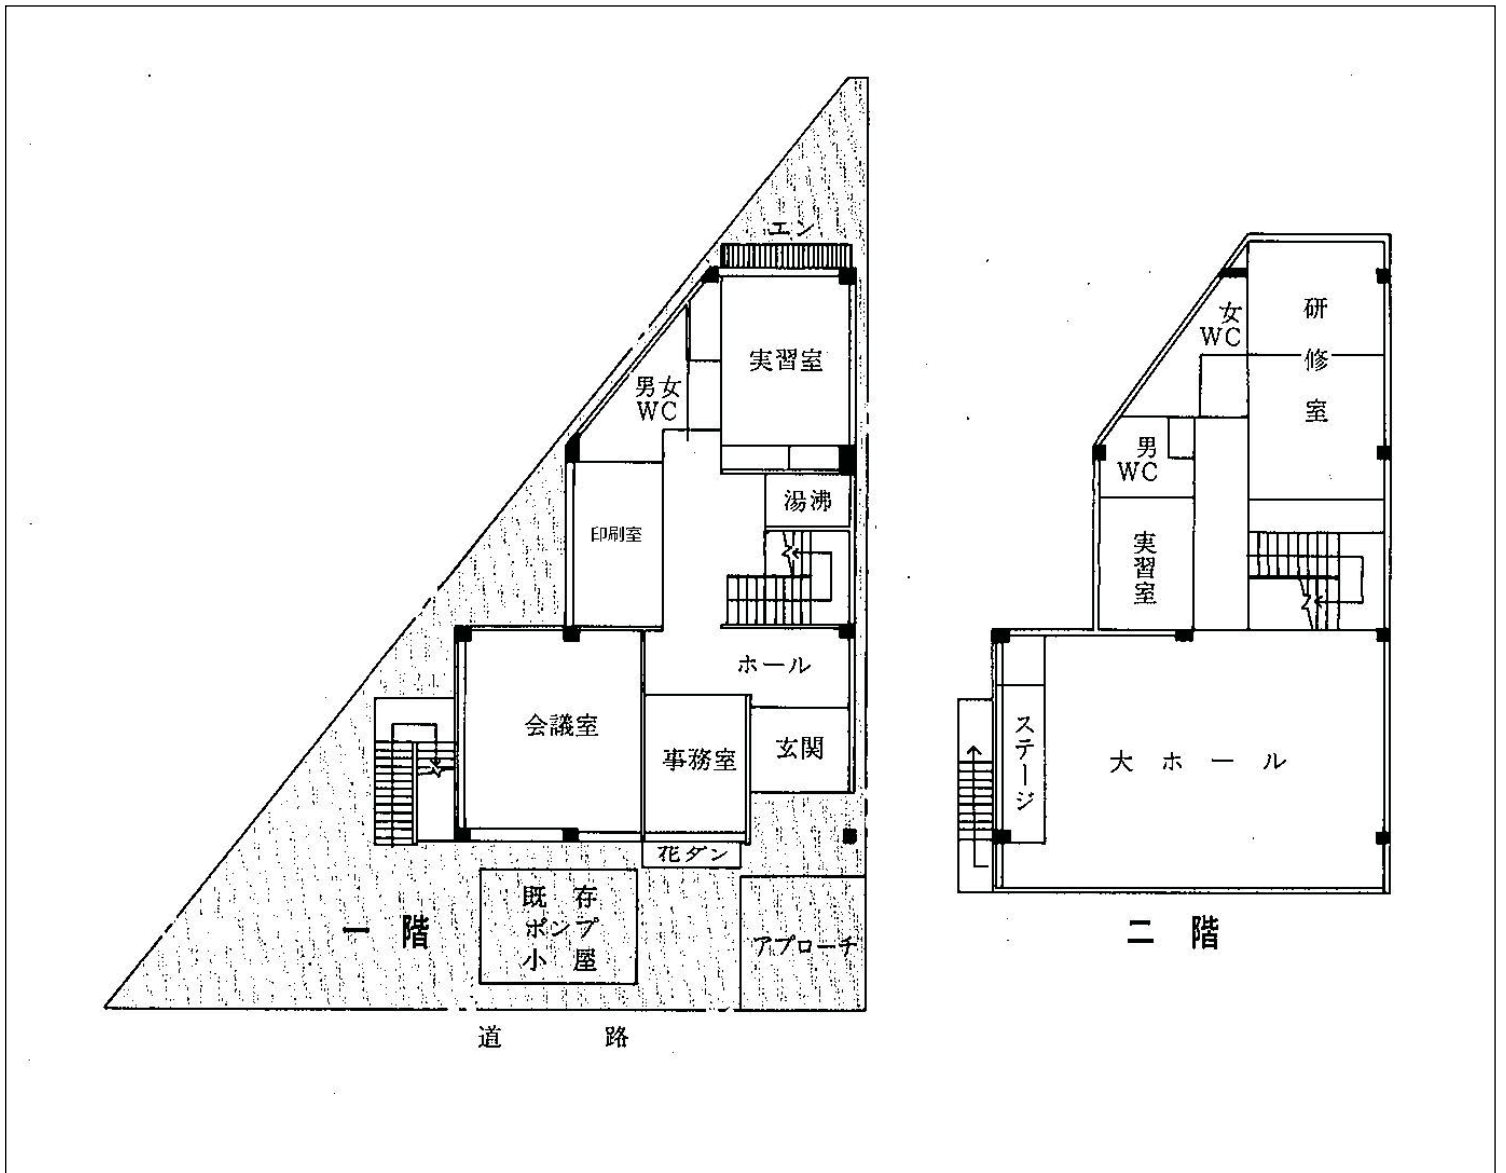 エン
実習室
男女
WC
湯沸
印刷室
ホール
会議室
事務室
玄関
花ダン
既存
ポンプ
小屋
アプローチ
一階
道路
研修室
女
WC
男
WC
実習室
ステージ
大ホール
二階